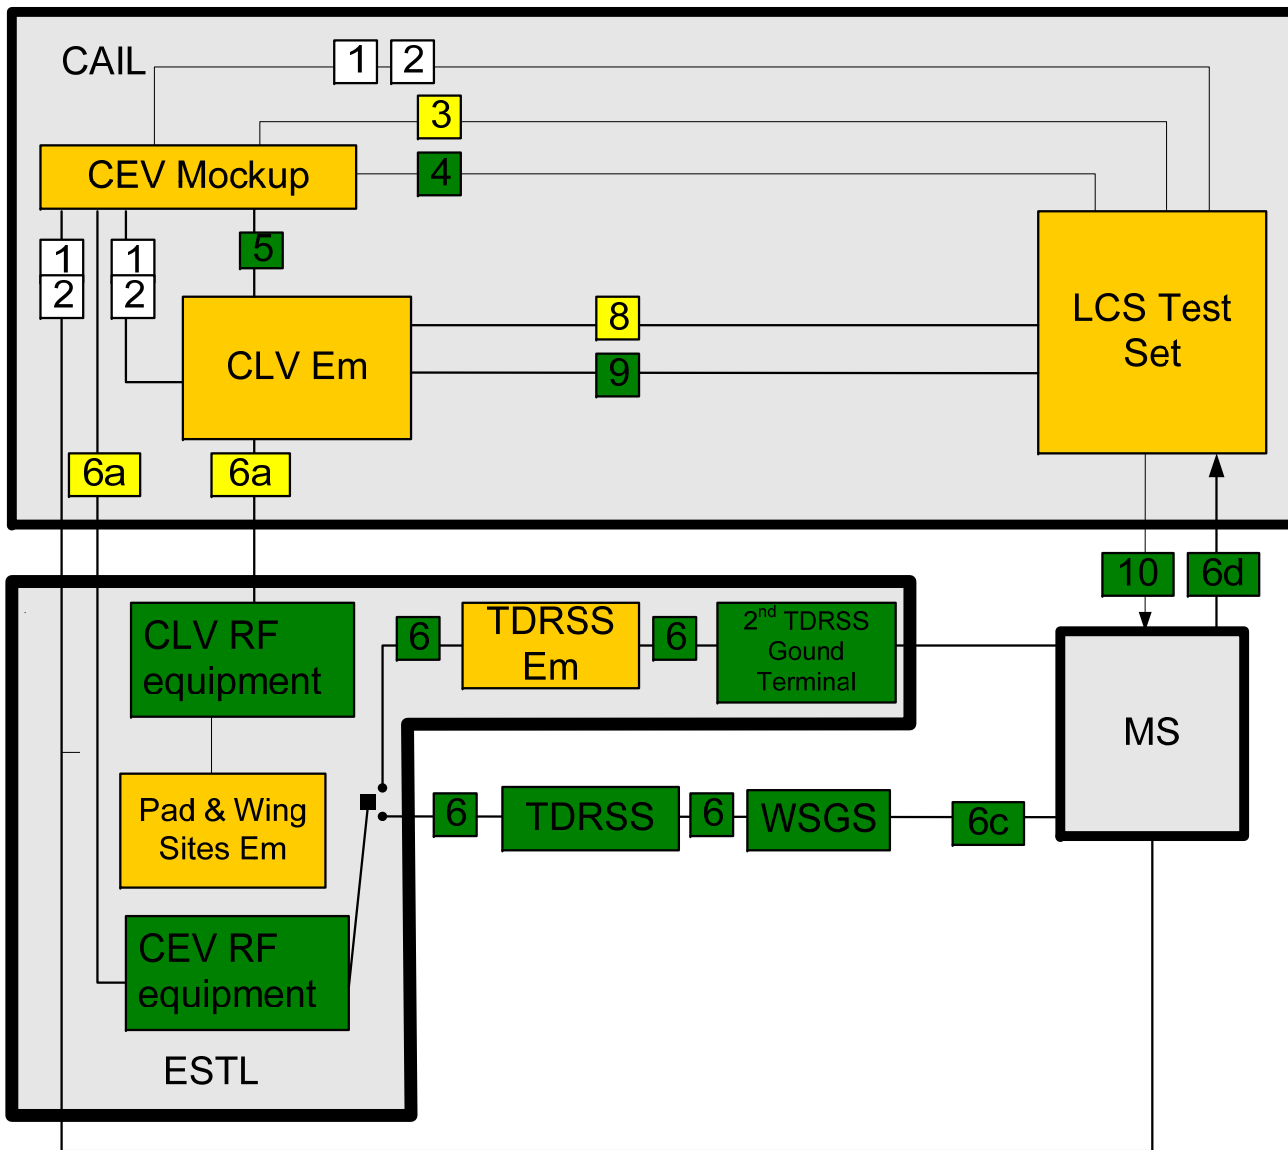 CAIL
1 2
3
CEV Mockup
4
1
2
1
2
5
CLV Em
8
9
LCS Test
Set
6a
6a
10
6d
CLV RF
equipment
6
TDRSS
Em
6
2nd TDRSS
Gound
Terminal
MS
Pad & Wing
Sites Em
6
TDRSS
6
WSGS
6c
CEV RF
equipment
ESTL